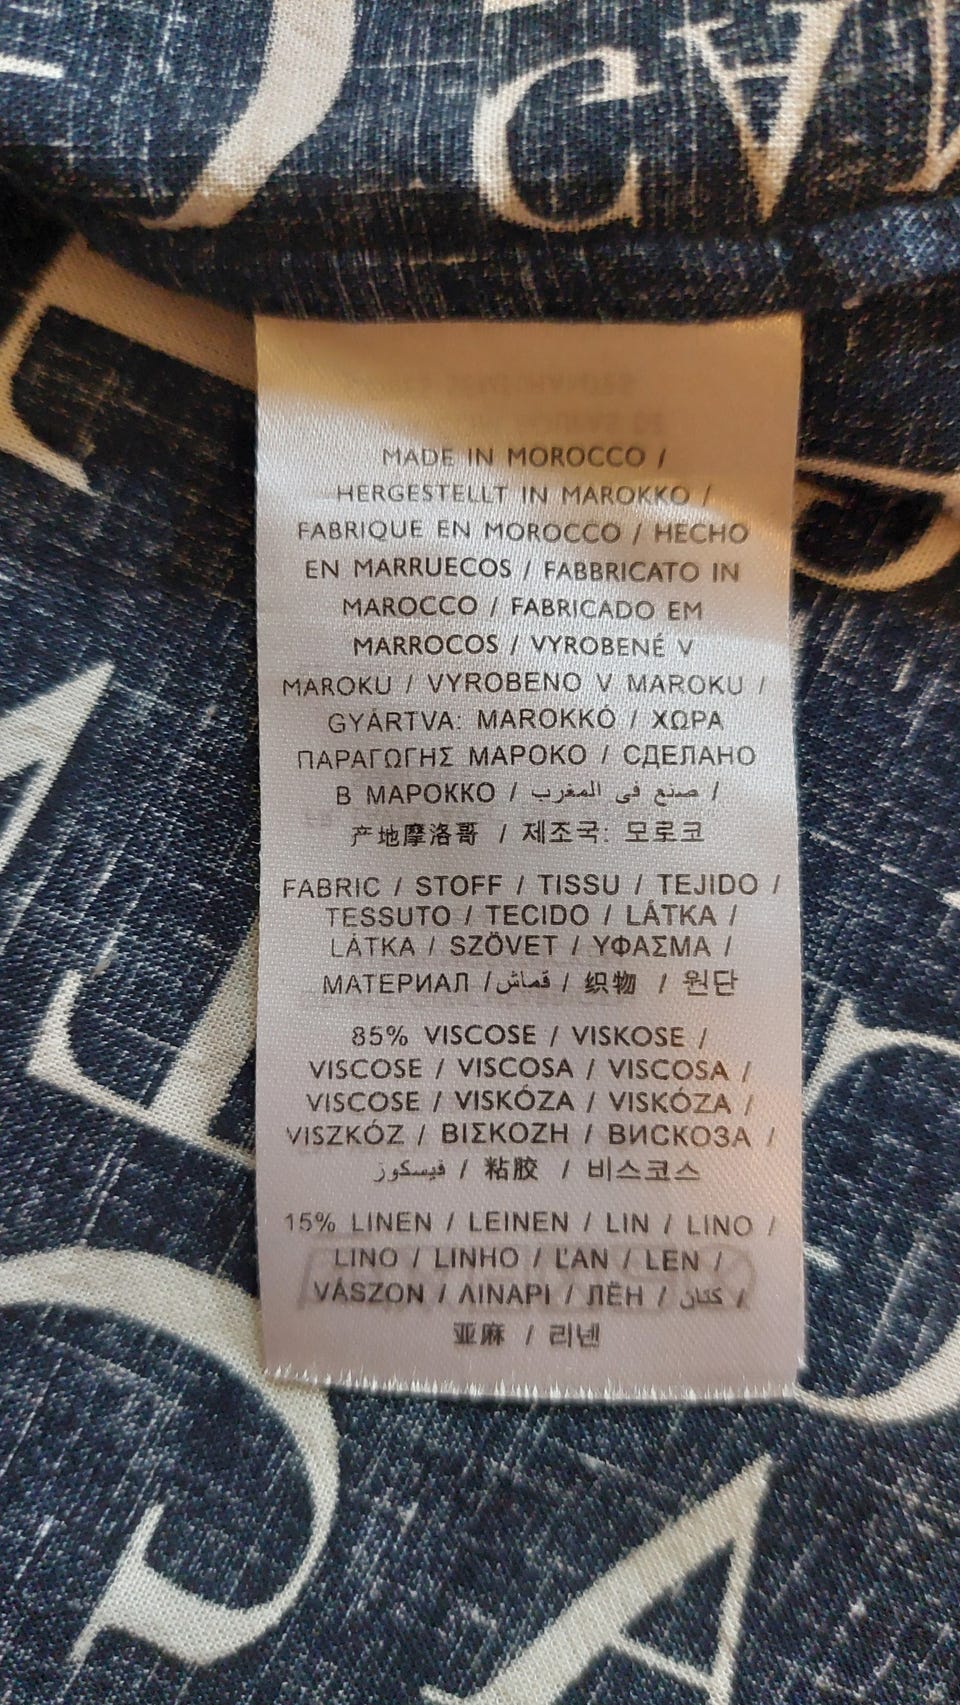 MADE IN MOROCCO /
HERGESTELLT IN MAROKKO /
FABRIQUE EN MOROCCO / HECHO
EN MARRUECOS / FABBRICATO IN
MAROCCO / FABRICADO EM
MARROCOS / VYROBENÉ V
MAROKU / VYROBENO V MAROKU /
GYÁRTVA: MAROKKÓ / ΧΩΡΑ
ΠΑΡΑΓΩΓΗΣ ΜΑΡΟΚΟ / СДЕЛАНО
В МАРОККО / صنع في المغرب /
产地摩洛哥 / 제조국: 모로코
FABRIC / STOFF / TISSU / TEJIDO /
TESSUTO / TECIDO / LÁTKA /
LÁTKA / SZÖVET / ΥΦΑΣΜΑ /
МАТЕРИАЛ / قماش / 织物 / 원단
85% VISCOSE / VISKOSE /
VISCOSE / VISCOSA / VISCOSA /
VISCOSE / VISKÓZA / VISKÓZA /
VISZKÓZ / ΒΙΣΚΟΖΗ / ВИСКОЗА /
فيسكوز / 粘胶 / 비스코스
15% LINEN / LEINEN / LIN / LINO /
LINO / LINHO / ĽAN / LEN /
VÁSZON / ΛΙΝΑΡΙ / ЛЁН / كتان /
亚麻 / 리넨